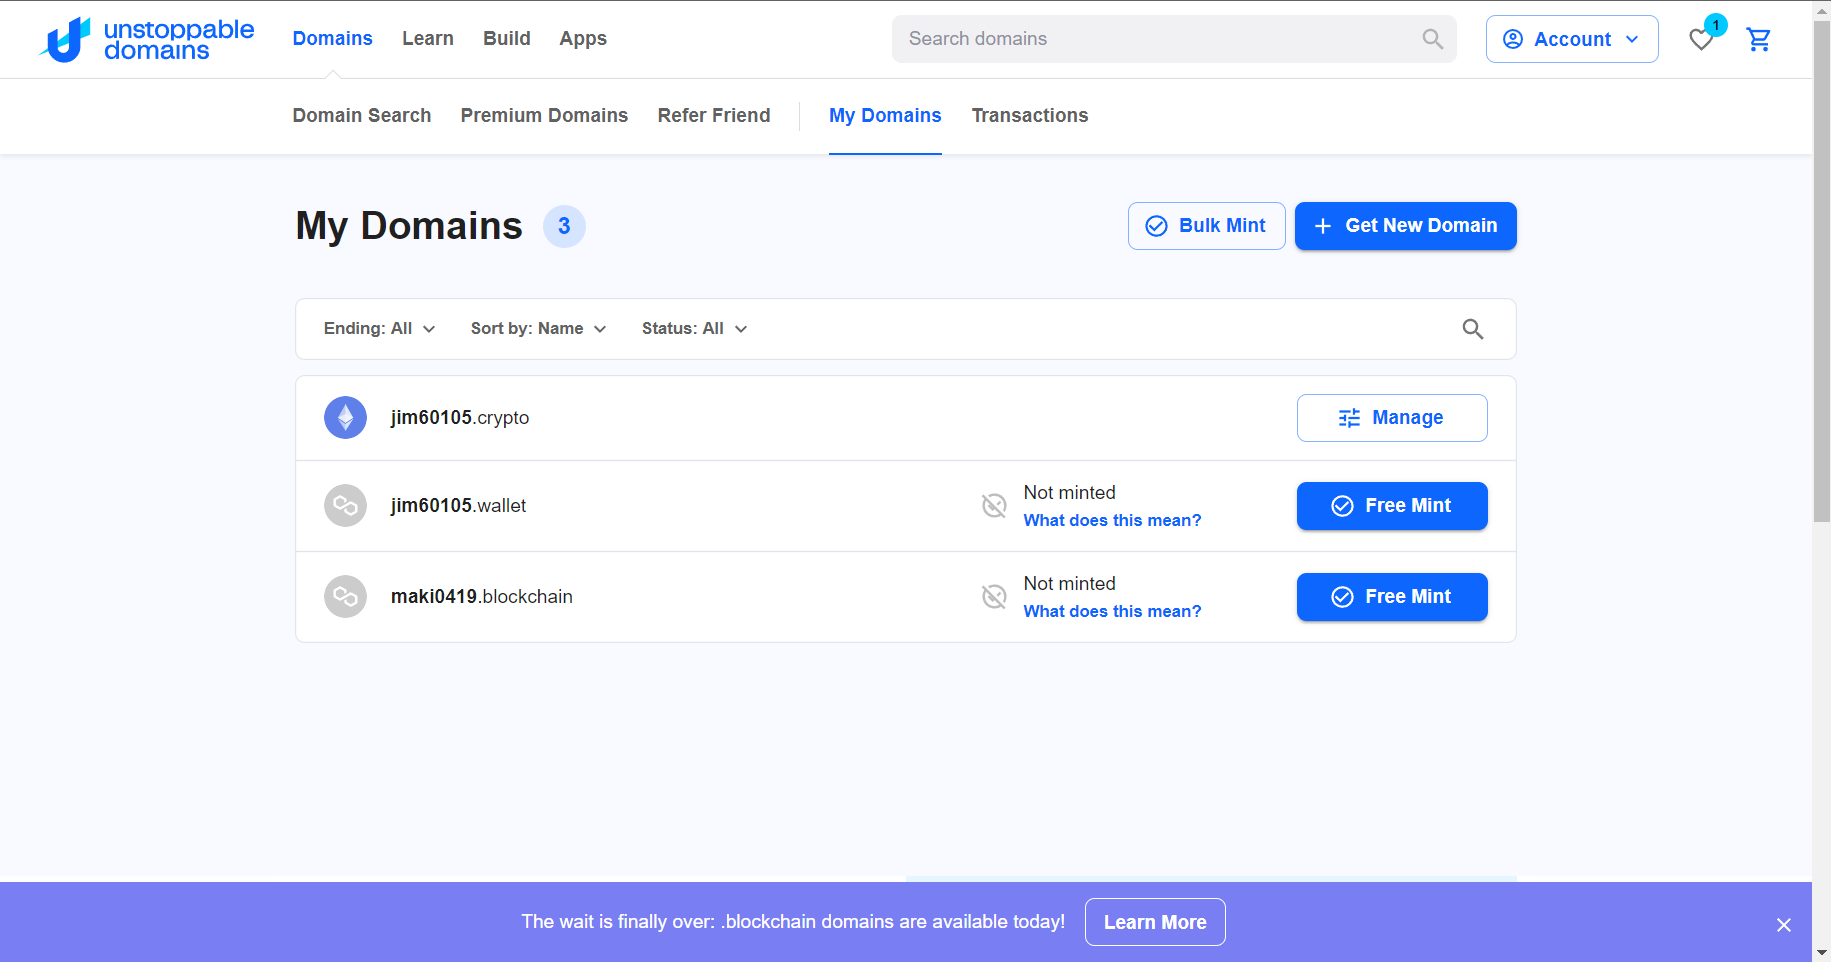 unstoppable
domains
Domains Learn Build Apps
Search domains
Account
1
Domain Search Premium Domains Refer Friend My Domains Transactions
My Domains 3
Bulk Mint
Get New Domain
Ending: All Sort by: Name Status: All
jim60105.crypto
Manage
jim60105.wallet
Not minted
What does this mean?
Free Mint
maki0419.blockchain
Not minted
What does this mean?
Free Mint
The wait is finally over: .blockchain domains are available today!
Learn More